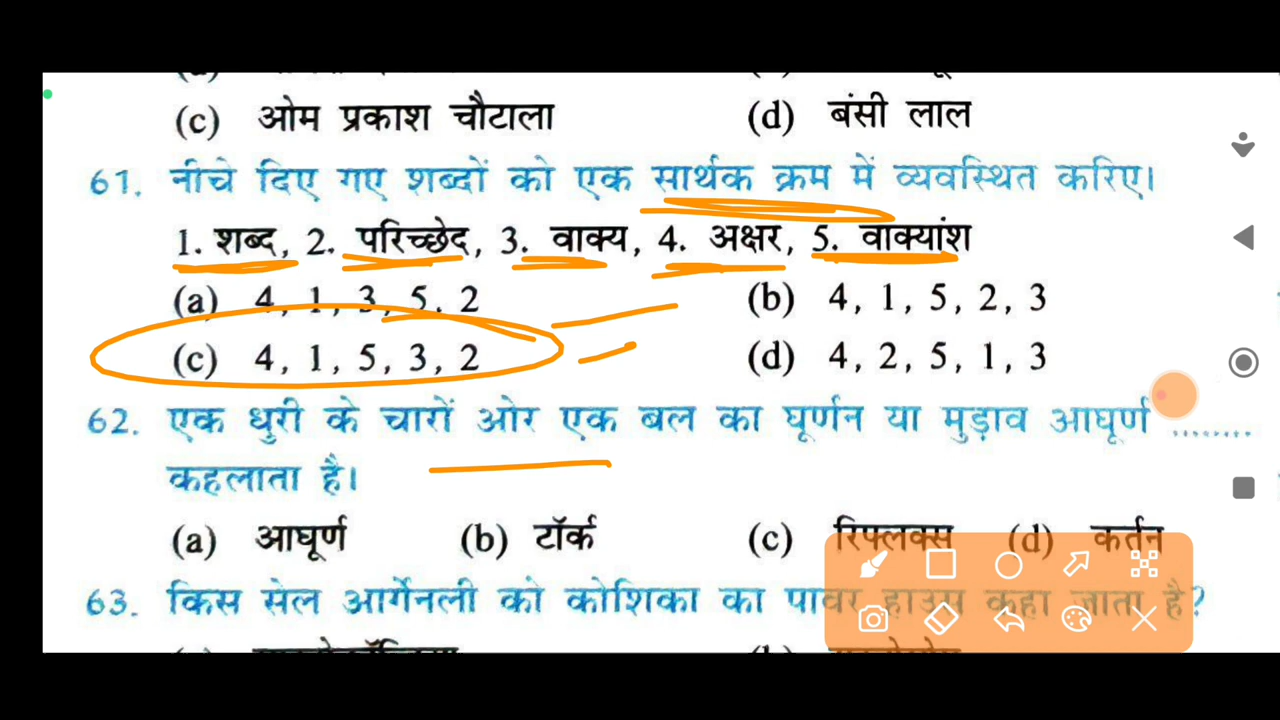 (c) ओम प्रकाश चौटाला (d) बंसी लाल
61. नीचे दिए गए शब्दों को एक सार्थक क्रम में व्यवस्थित करिए।
1. शब्द, 2. परिच्छेद, 3. वाक्य, 4. अक्षर, 5. वाक्यांश
(a) 4, 1, 3, 5, 2 (b) 4, 1, 5, 2, 3
(c) 4, 1, 5, 3, 2 (d) 4, 2, 5, 1, 3
62. एक धुरी के चारों ओर एक बल का घूर्णन या मुड़ाव आघूर्ण ........
कहलाता है।
(a) आघूर्ण (b) टॉर्क (c) रिफ्लक्स (d) कर्तन
63. किस सेल आर्गेनली को कोशिका का पावर हाउस कहा जाता है?